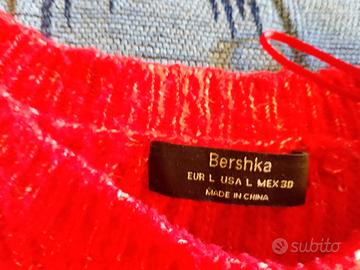 Bershka
EUR L USA L MEX 30
MADE IN CHINA
subito